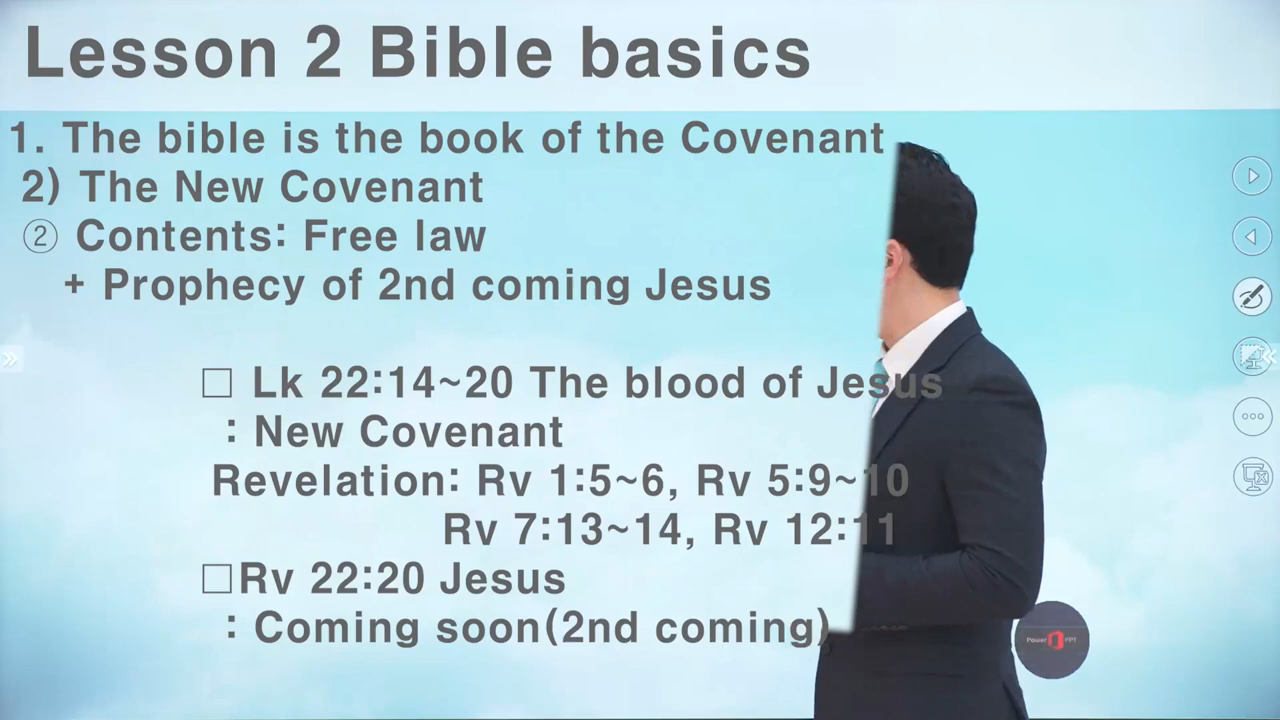 Lesson 2 Bible basics
1. The bible is the book of the Covenant
2) The New Covenant
② Contents: Free law
+ Prophecy of 2nd coming Jesus
□ Lk 22:14~20 The blood of Jesus
: New Covenant
Revelation: Rv 1:5~6, Rv 5:9~10
Rv 7:13~14, Rv 12:11
□Rv 22:20 Jesus
: Coming soon(2nd coming)
Power PPT